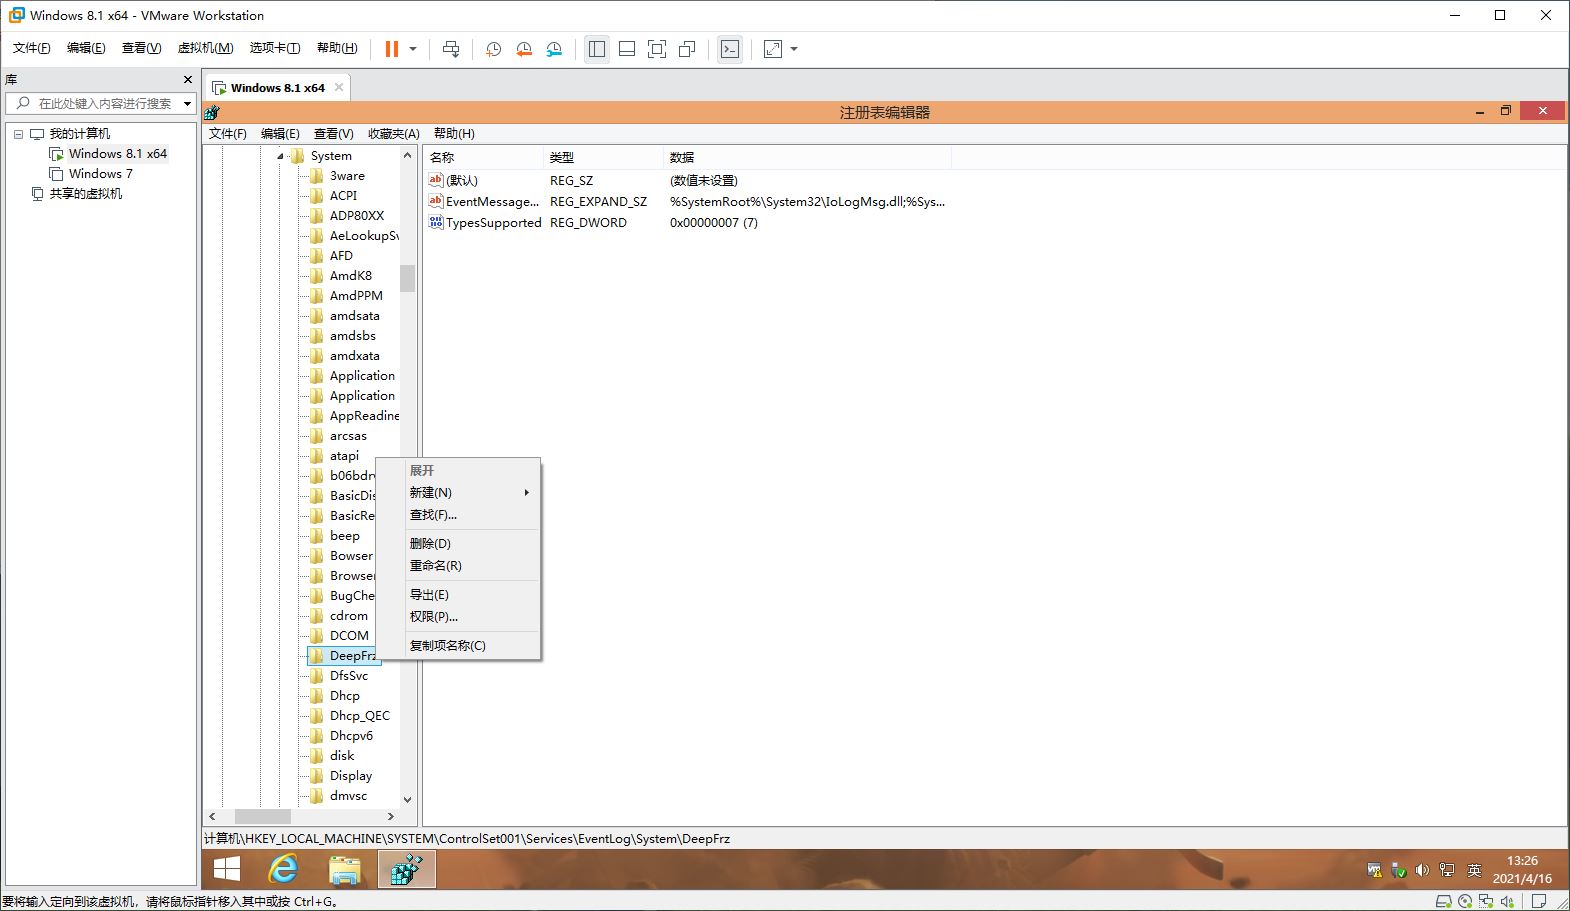 Windows 8.1 x64 - VMware Workstation
文件(F) 编辑(E) 查看(V) 虚拟机(M) 选项卡(T) 帮助(H)
库
在此处键入内容进行搜索
我的计算机
Windows 8.1 x64
Windows 7
共享的虚拟机
Windows 8.1 x64
注册表编辑器
文件(F) 编辑(E) 查看(V) 收藏夹(A) 帮助(H)
System
3ware
ACPI
ADP80XX
AeLookupSv
AFD
AmdK8
AmdPPM
amdsata
amdsbs
amdxata
Application
Application
AppReadine
arcsas
atapi
b06bdrv
BasicDis
BasicRe
beep
Bowser
Browser
BugChe
cdrom
DCOM
DeepFrz
DfsSvc
Dhcp
Dhcp_QEC
Dhcpv6
disk
Display
dmvsc
名称 类型 数据
(默认) REG_SZ (数值未设置)
EventMessage... REG_EXPAND_SZ %SystemRoot%\System32\IoLogMsg.dll;%Sys...
TypesSupported REG_DWORD 0x00000007 (7)
展开
新建(N)
查找(F)...
删除(D)
重命名(R)
导出(E)
权限(P)...
复制项名称(C)
计算机\HKEY_LOCAL_MACHINE\SYSTEM\ControlSet001\Services\EventLog\System\DeepFrz
英
13:26
2021/4/16
要将输入定向到该虚拟机，请将鼠标指针移入其中或按 Ctrl+G。